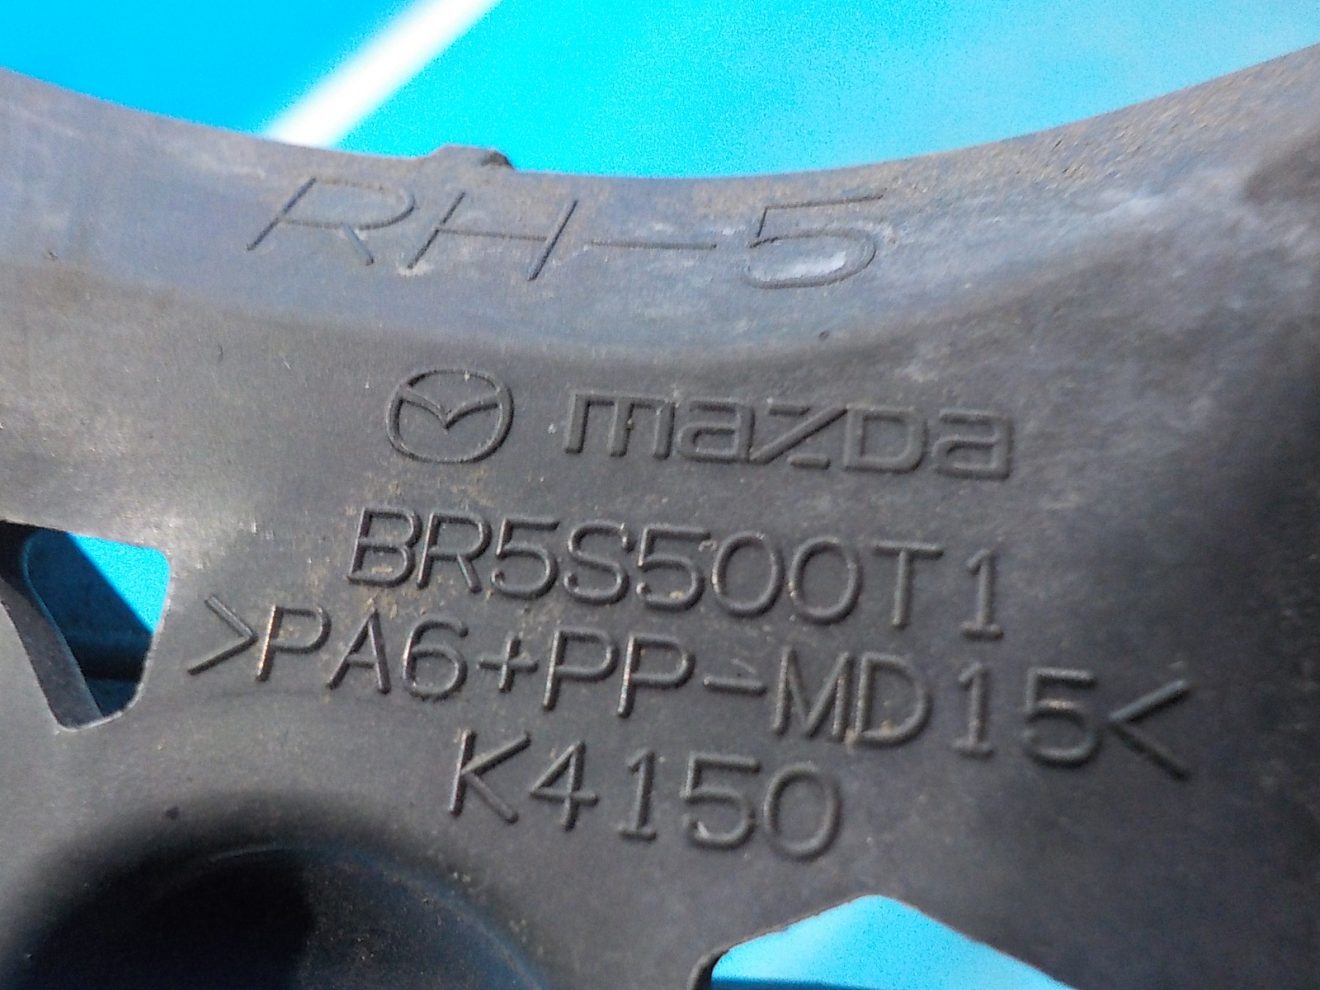 RH-5
mazda
BR5S500T1
>PA6+PP-MD15<
K4150